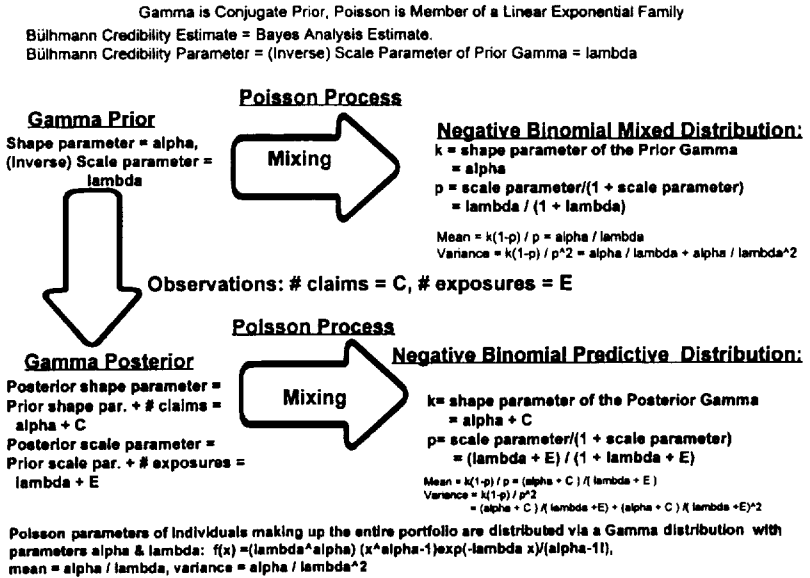 Gamma is Conjugate Prior, Poisson is Member of a Linear Exponential Family
Bülhmann Credibility Estimate = Bayes Analysis Estimate.
Bülhmann Credibility Parameter = (Inverse) Scale Parameter of Prior Gamma = lambda
Poisson Process
Gamma Prior
Shape parameter = alpha,
(Inverse) Scale parameter =
lambda
Mixing
Negative Binomial Mixed Distribution:
k = shape parameter of the Prior Gamma
= alpha
p = scale parameter/(1 + scale parameter)
= lambda / (1 + lambda)
Mean = k(1-p) / p = alpha / lambda
Variance = k(1-p) / p^2 = alpha / lambda + alpha / lambda^2
Observations: # claims = C, # exposures = E
Poisson Process
Gamma Posterior
Posterior shape parameter =
Prior shape par. + # claims =
alpha + C
Posterior scale parameter =
Prior scale par. + # exposures =
lambda + E
Mixing
Negative Binomial Predictive Distribution:
k= shape parameter of the Posterior Gamma
= alpha + C
p= scale parameter/(1 + scale parameter)
= (lambda + E) / (1 + lambda + E)
Mean = k(1-p) / p = (alpha + C ) /( lambda + E )
Variance = k(1-p) / p^2
= (alpha + C ) /( lambda +E) + (alpha + C ) /( lambda +E)^2
Poisson parameters of individuals making up the entire portfolio are distributed via a Gamma distribution with
parameters alpha & lambda: f(x) =(lambda^alpha) (x^alpha-1)exp(-lambda x)/(alpha-1!),
mean = alpha / lambda, variance = alpha / lambda^2